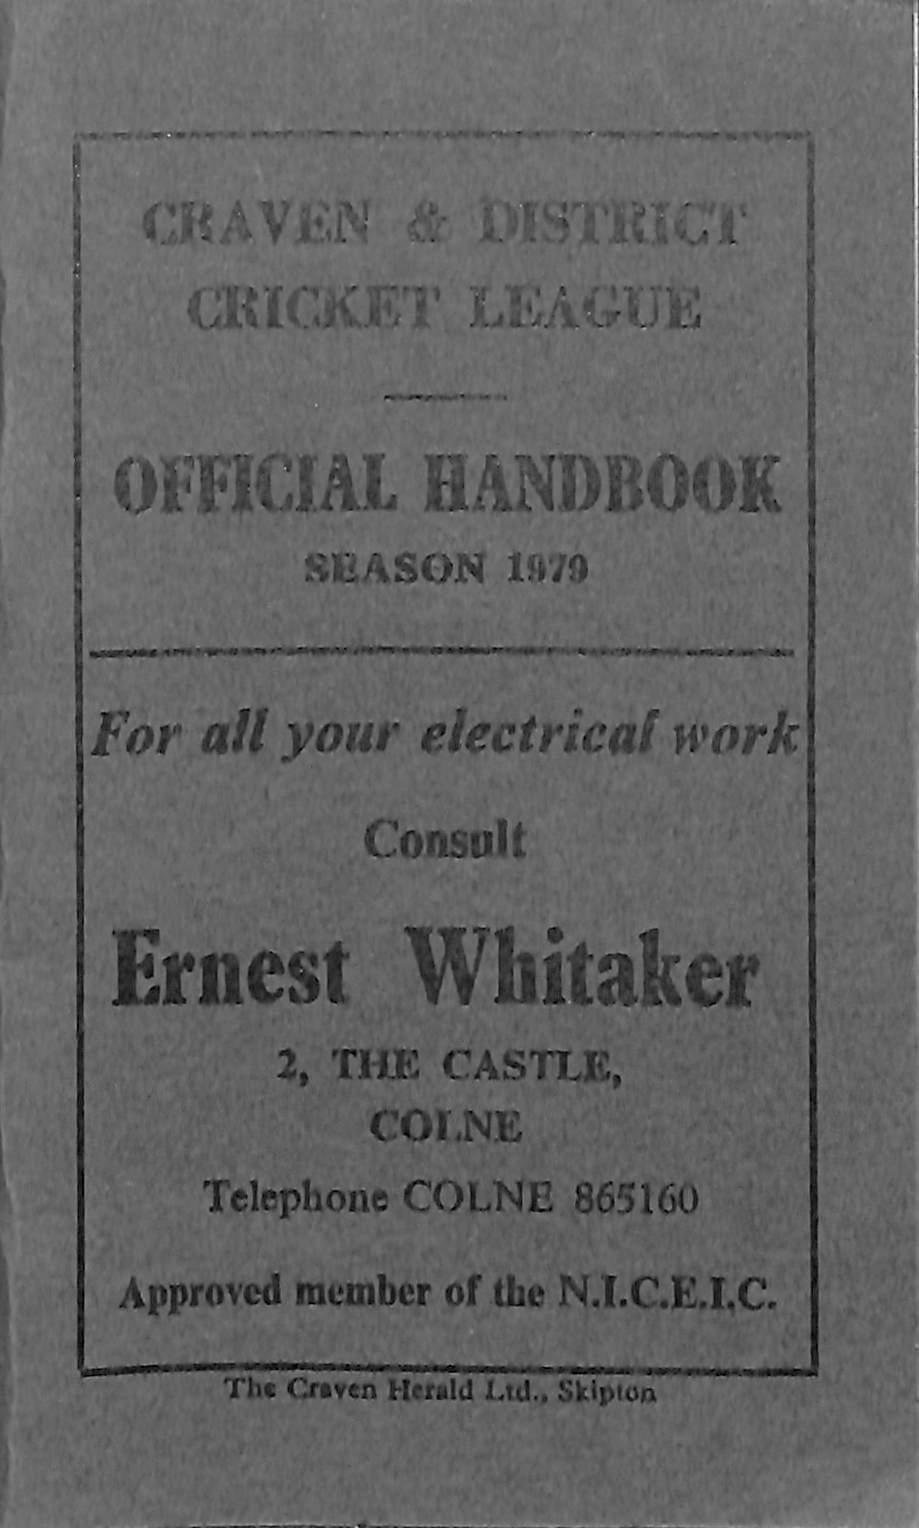 CRAVEN & DISTRICT
CRICKET LEAGUE
OFFICIAL HANDBOOK
SEASON 1979
For all your electrical work
Consult
Ernest Whitaker
2, THE CASTLE,
COLNE
Telephone COLNE 865160
Approved member of the N.I.C.E.I.C.
The Craven Herald Ltd., Skipton